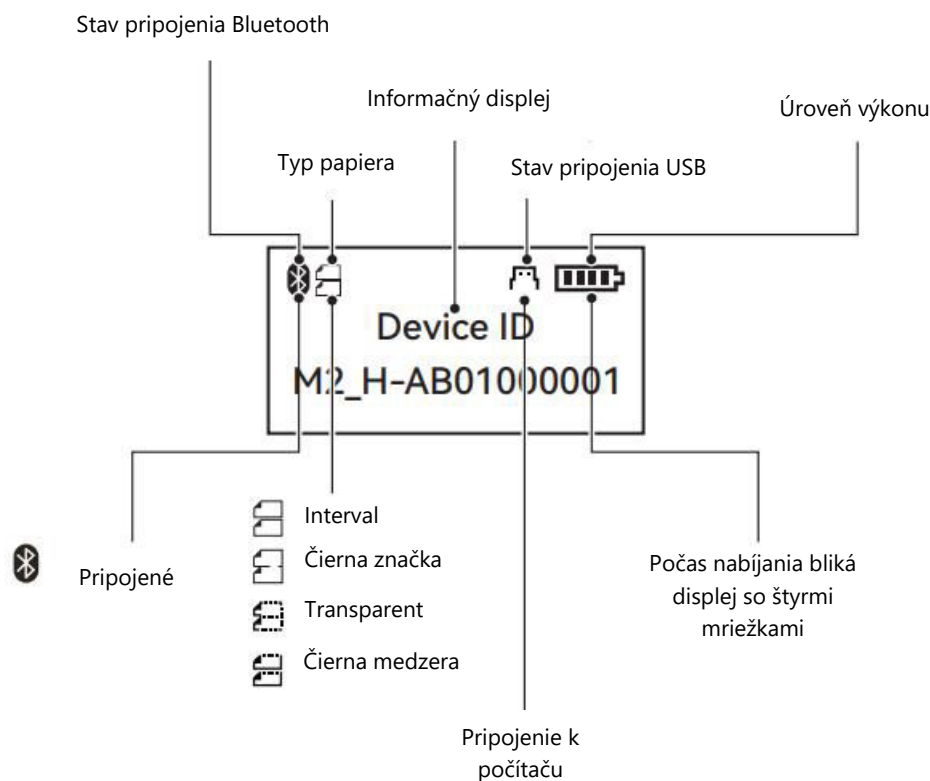 Stav pripojenia Bluetooth
Informačný displej
Úroveň výkonu
Typ papiera
Stav pripojenia USB
Device ID
M2_H-AB01000001
Interval
Čierna značka
Pripojené
Transparent
Čierna medzera
Počas nabíjania bliká
displej so štyrmi
mriežkami
Pripojenie k
počítaču